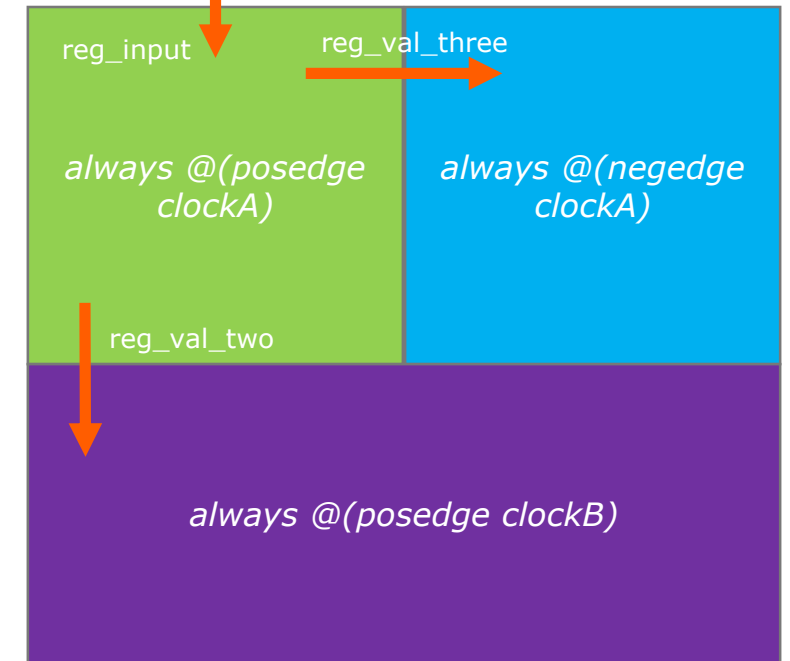 reg_input
reg_val_three
always @(posedge
clockA)
always @(negedge
clockA)
reg_val_two
always @(posedge clockB)